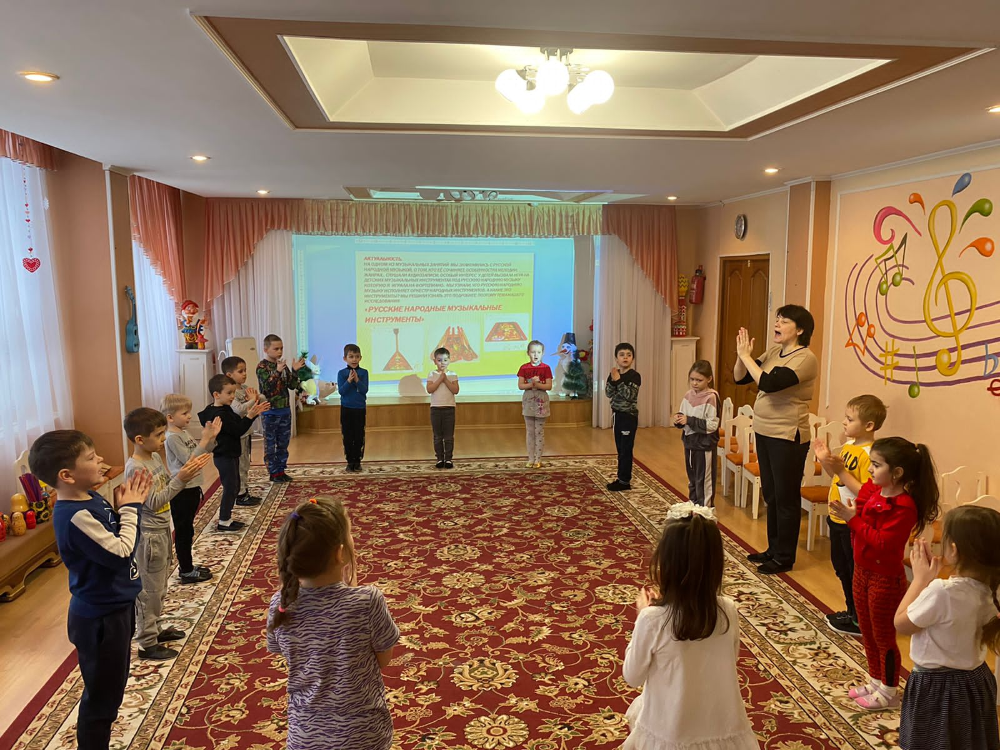 АКТУАЛЬНОСТЬ.
НА ОДНОМ ИЗ МУЗЫКАЛЬНЫХ ЗАНЯТИЙ МЫ ЗНАКОМИЛИСЬ С РУССКОЙ
НАРОДНОЙ МУЗЫКОЙ, О ТОМ, КТО ЕЁ СОЧИНЯЕТ, ОСОБЕННОСТЯХ МЕЛОДИИ,
ЖАНРАХ, СЛУШАЛИ АУДИОЗАПИСИ, ОСОБЫЙ ИНТЕРЕС У ДЕТЕЙ ВЫЗВАЛА ИГРА НА
ДЕТСКИХ МУЗЫКАЛЬНЫХ ИНСТРУМЕНТАХ ПОД РУССКУЮ НАРОДНУЮ МУЗЫКУ
КОТОРУЮ Я ИГРАЛА НА ФОРТЕПИАНО. МЫ УЗНАЛИ, ЧТО РУССКУЮ НАРОДНУЮ
МУЗЫКУ ИСПОЛНЯЕТ ОРКЕСТР НАРОДНЫХ ИНСТРУМЕНТОВ. А КАКИЕ ЭТО
ИНСТРУМЕНТЫ? МЫ РЕШИЛИ УЗНАТЬ ЭТО ПОДРОБНЕЕ, ПОЭТОМУ ТЕМА НАШЕГО
ИССЛЕДОВАНИЯ:
«РУССКИЕ НАРОДНЫЕ МУЗЫКАЛЬНЫЕ
ИНСТРУМЕНТЫ»